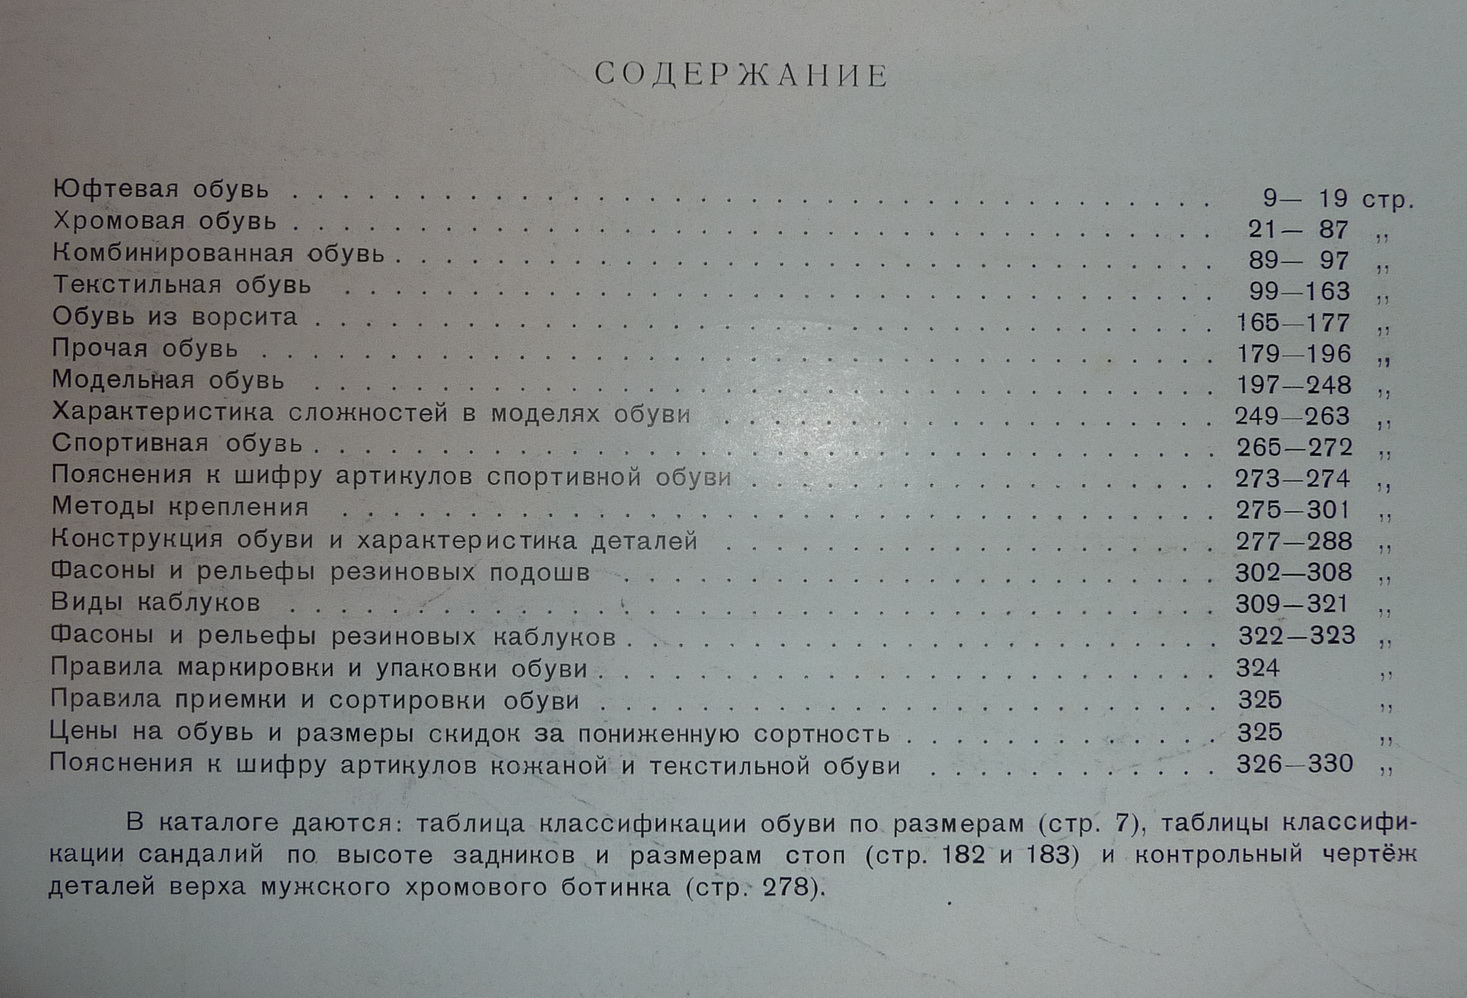 СОДЕРЖАНИЕ
Юфтевая обувь . . . . . . . . . . . . . . . . . . . . 9— 19 стр.
Хромовая обувь . . . . . . . . . . . . . . . . . . . . 21— 87 „
Комбинированная обувь . . . . . . . . . . . . . . . . . . . . 89— 97 „
Текстильная обувь . . . . . . . . . . . . . . . . . . . . 99—163 „
Обувь из ворсита . . . . . . . . . . . . . . . . . . . . 165—177 „
Прочая обувь . . . . . . . . . . . . . . . . . . . . 179—196 „
Модельная обувь . . . . . . . . . . . . . . . . . . . . 197—248 „
Характеристика сложностей в моделях обуви . . . . . . . . . . . . . 249—263 „
Спортивная обувь . . . . . . . . . . . . . . . . . . . . 265—272 „
Пояснения к шифру артикулов спортивной обуви . . . . . . . . . . . . . 273—274 „
Методы крепления . . . . . . . . . . . . . . . . . . . . 275—301 „
Конструкция обуви и характеристика деталей . . . . . . . . . . . . . 277—288 „
Фасоны и рельефы резиновых подошв . . . . . . . . . . . . . . . . 302—308 „
Виды каблуков . . . . . . . . . . . . . . . . . . . . 309—321 „
Фасоны и рельефы резиновых каблуков . . . . . . . . . . . . . . . . 322—323 „
Правила маркировки и упаковки обуви . . . . . . . . . . . . . . . . 324 „
Правила приемки и сортировки обуви . . . . . . . . . . . . . . . . 325 „
Цены на обувь и размеры скидок за пониженную сортность . . . . . . . . . 325 „
Пояснения к шифру артикулов кожаной и текстильной обуви . . . . . . . . 326—330 „
В каталоге даются: таблица классификации обуви по размерам (стр. 7), таблицы классифи-
кации сандалий по высоте задников и размерам стоп (стр. 182 и 183) и контрольный чертёж
деталей верха мужского хромового ботинка (стр. 278).